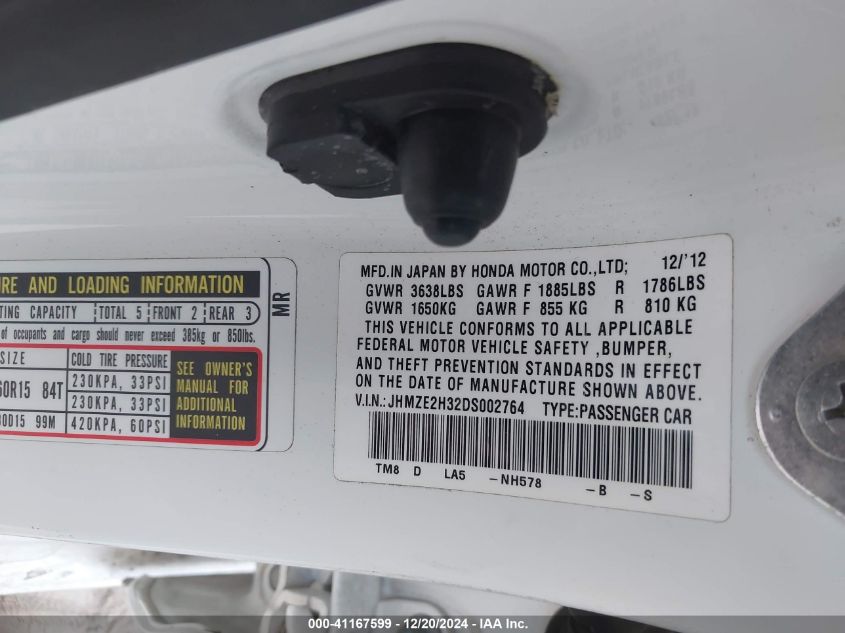 URE AND LOADING INFORMATION
TING CAPACITY TOTAL 5 FRONT 2 REAR 3
of occupants and cargo should never exceed 385kg or 850lbs.
SIZE COLD TIRE PRESSURE
60R15 84T 230KPA, 33PSI
230KPA, 33PSI
00D15 99M 420KPA, 60PSI
SEE OWNER'S
MANUAL FOR
ADDITIONAL
INFORMATION
MR
MFD.IN JAPAN BY HONDA MOTOR CO.,LTD; 12/'12
GVWR 3638LBS GAWR F 1885LBS R 1786LBS
GVWR 1650KG GAWR F 855 KG R 810 KG
THIS VEHICLE CONFORMS TO ALL APPLICABLE
FEDERAL MOTOR VEHICLE SAFETY ,BUMPER,
AND THEFT PREVENTION STANDARDS IN EFFECT
ON THE DATE OF MANUFACTURE SHOWN ABOVE.
V.I.N.: JHMZE2H32DS002764 TYPE:PASSENGER CAR
TM8 D LA5 -NH578 -B -S
000-41167599 - 12/20/2024 - IAA Inc.